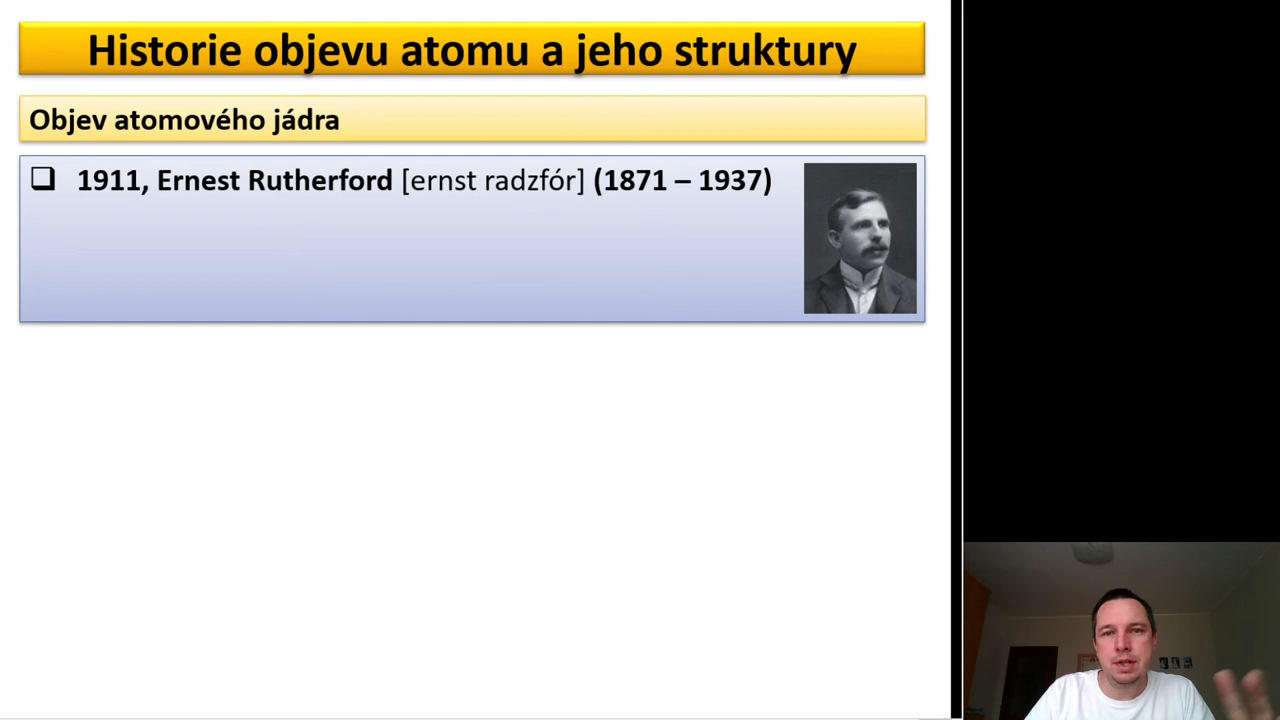 Historie objevu atomu a jeho struktury
Objev atomového jádra
❑ 1911, Ernest Rutherford [ernst radzfór] (1871 – 1937)